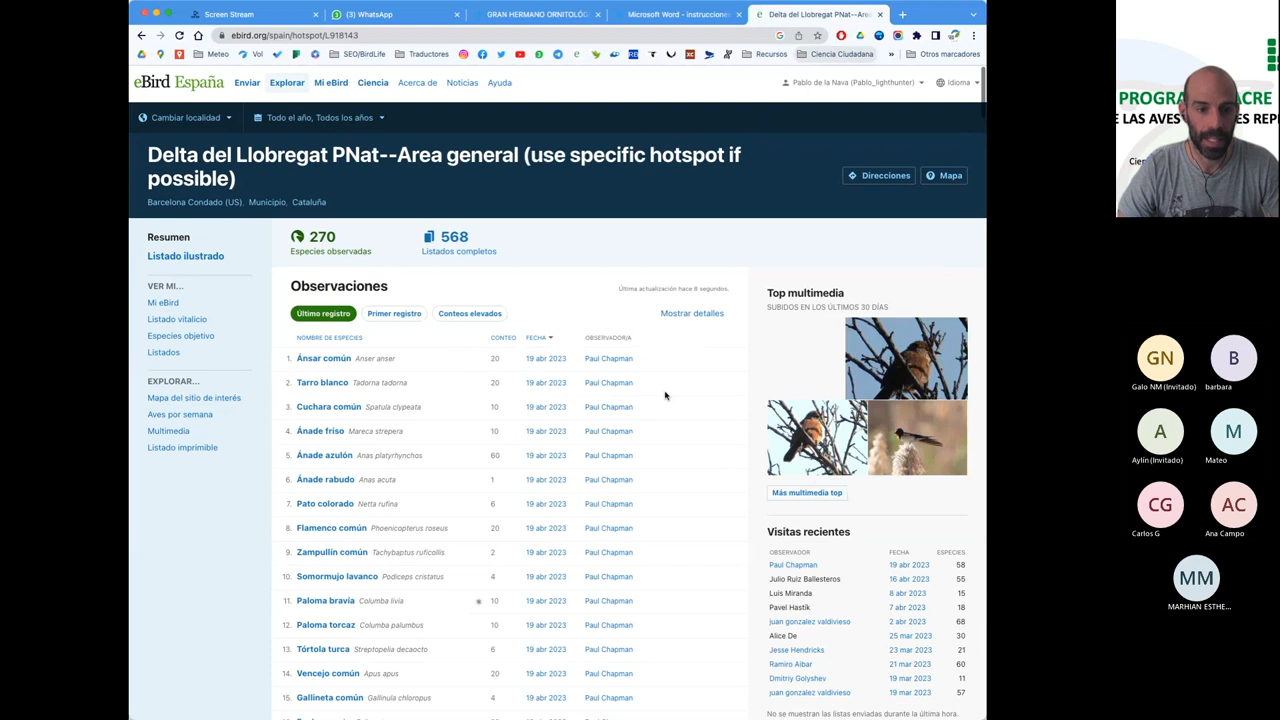 Screen Stream
(3) WhatsApp
GRAN HERMANO ORNITOLÓG
Microsoft Word - instrucciones
Delta del Llobregat PNat--Area
ebird.org/spain/hotspot/L918143
Meteo
Vol
SEO/BirdLife
Traductores
Recursos
Ciencia Ciudadana
»
Otros marcadores
eBird España
Enviar
Explorar
Mi eBird
Ciencia
Acerca de
Noticias
Ayuda
Pablo de la Nava (Pablo_lighthunter)
Idioma
Cambiar localidad
Todo el año, Todos los años
Delta del Llobregat PNat--Area general (use specific hotspot if
possible)
Barcelona Condado (US), Municipio, Cataluña
Direcciones
Mapa
Resumen
Listado ilustrado
VER MI...
Mi eBird
Listado vitalicio
Especies objetivo
Listados
EXPLORAR...
Mapa del sitio de interés
Aves por semana
Multimedia
Listado imprimible
270
Especies observadas
568
Listados completos
Observaciones
Última actualización hace 8 segundos.
Último registro
Primer registro
Conteos elevados
Mostrar detalles
NOMBRE DE ESPECIES CONTEO FECHA OBSERVADOR/A
1. Ánsar común Anser anser 20 19 abr 2023 Paul Chapman
2. Tarro blanco Tadorna tadorna 20 19 abr 2023 Paul Chapman
3. Cuchara común Spatula clypeata 10 19 abr 2023 Paul Chapman
4. Ánade friso Mareca strepera 10 19 abr 2023 Paul Chapman
5. Ánade azulón Anas platyrhynchos 60 19 abr 2023 Paul Chapman
6. Ánade rabudo Anas acuta 1 19 abr 2023 Paul Chapman
7. Pato colorado Netta rufina 6 19 abr 2023 Paul Chapman
8. Flamenco común Phoenicopterus roseus 20 19 abr 2023 Paul Chapman
9. Zampullín común Tachybaptus ruficollis 2 19 abr 2023 Paul Chapman
10. Somormujo lavanco Podiceps cristatus 4 19 abr 2023 Paul Chapman
11. Paloma bravía Columba livia 10 19 abr 2023 Paul Chapman
12. Paloma torcaz Columba palumbus 10 19 abr 2023 Paul Chapman
13. Tórtola turca Streptopelia decaocto 6 19 abr 2023 Paul Chapman
14. Vencejo común Apus apus 20 19 abr 2023 Paul Chapman
15. Gallineta común Gallinula chloropus 4 19 abr 2023 Paul Chapman
Top multimedia
SUBIDOS EN LOS ÚLTIMOS 30 DÍAS
Más multimedia top
Visitas recientes
OBSERVADOR FECHA ESPECIES
Paul Chapman 19 abr 2023 58
Julio Ruiz Ballesteros 16 abr 2023 55
Luis Miranda 8 abr 2023 15
Pavel Hastík 7 abr 2023 18
juan gonzalez valdivieso 2 abr 2023 68
Alice De 25 mar 2023 30
Jesse Hendricks 23 mar 2023 21
Ramiro Aibar 21 mar 2023 60
Dmitriy Golyshev 19 mar 2023 11
juan gonzalez valdivieso 19 mar 2023 57
No se muestran las listas enviadas durante la última hora.
PROGRAMA ACRE
E LAS AVES
REP
Cie
GN
Galo NM (Invitado)
B
barbara
A
Aylín (Invitado)
M
Mateo
CG
Carlos G
AC
Ana Campo
MM
MARHIAN ESTHE...